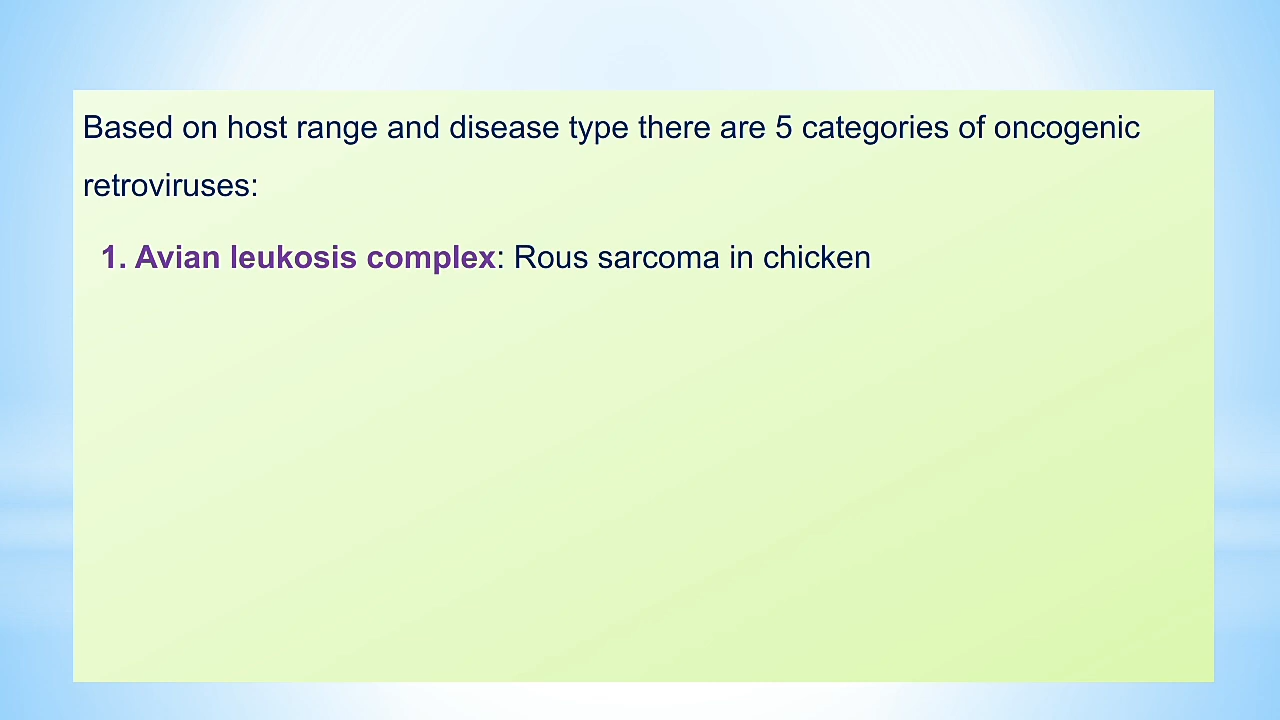 Based on host range and disease type there are 5 categories of oncogenic
retroviruses:
1. Avian leukosis complex: Rous sarcoma in chicken